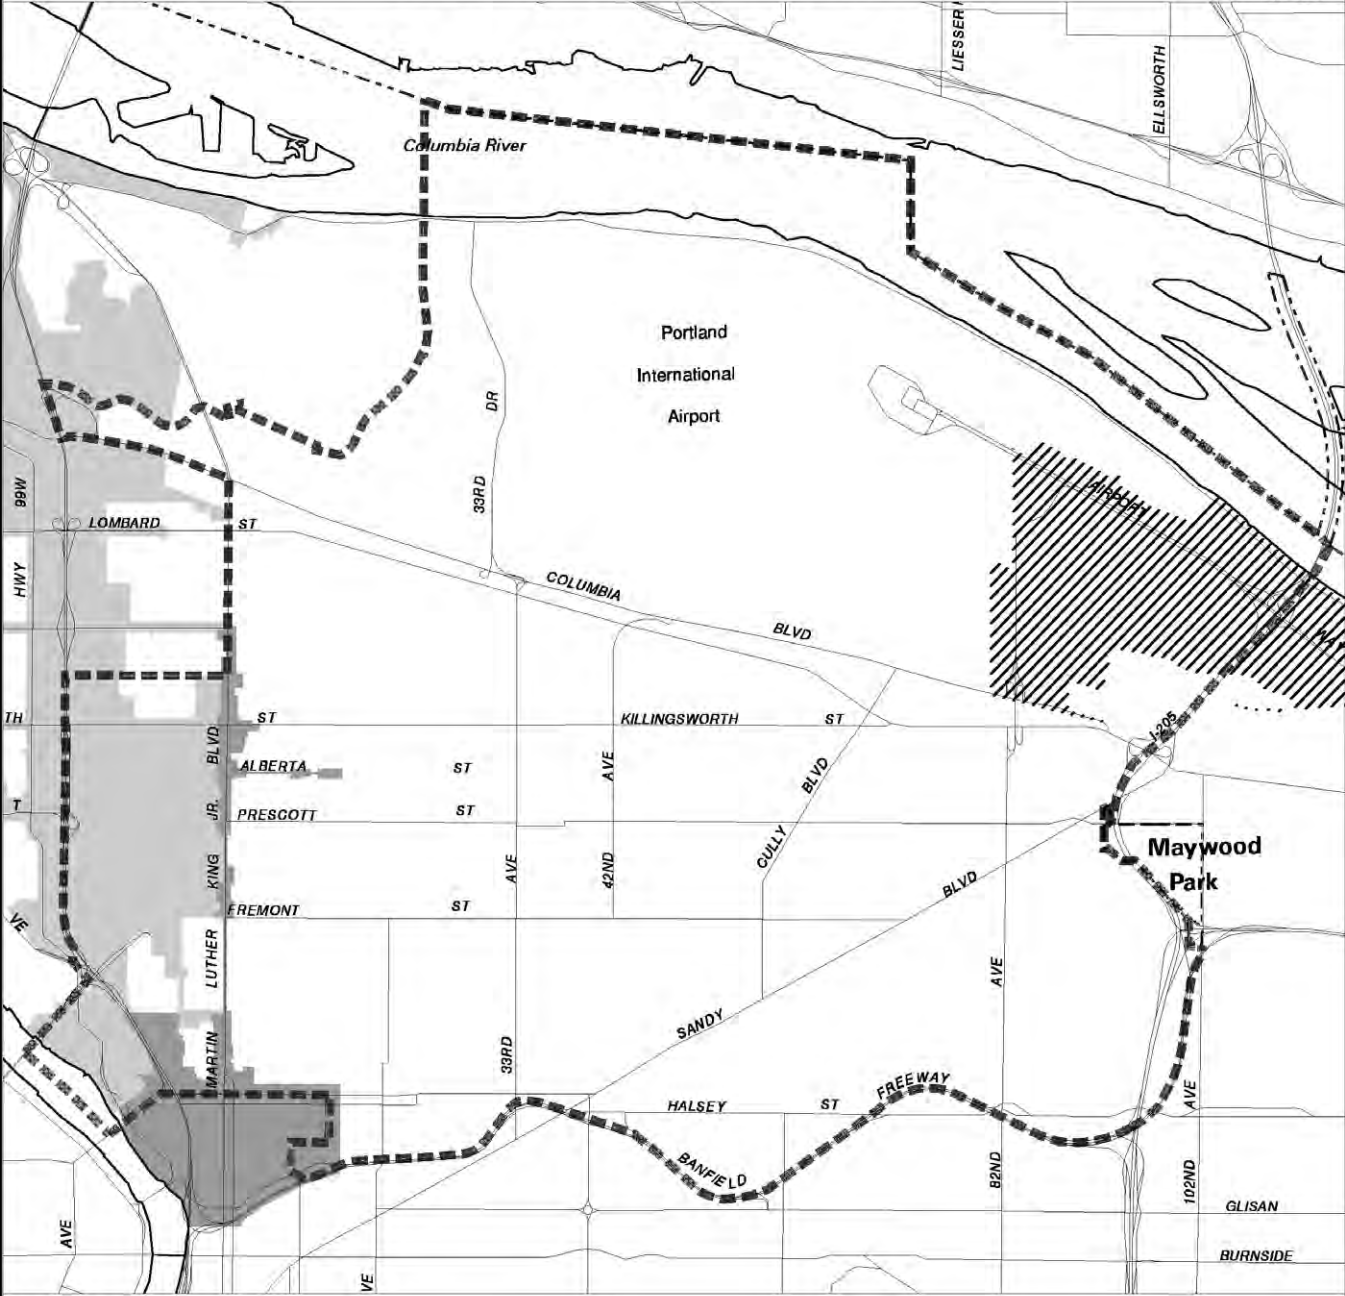 LIESSER
ELLSWORTH
Columbia River
Portland
International
Airport
DR
33RD
99W
HWY
LOMBARD ST
AIRPORT
WA
COLUMBIA BLVD
TH
ST
KILLINGSWORTH ST
I-205
BLVD
ALBERTA ST
AVE
BLVD
T
JR.
PRESCOTT ST
CULLY
Maywood
Park
KING
AVE
42ND
BLVD
VE
FREMONT ST
LUTHER
AVE
SANDY
MARTIN
33RD
FREEWAY
HALSEY ST
AVE
BANFIELD
82ND
102ND
GLISAN
AVE
BURNSIDE
VE